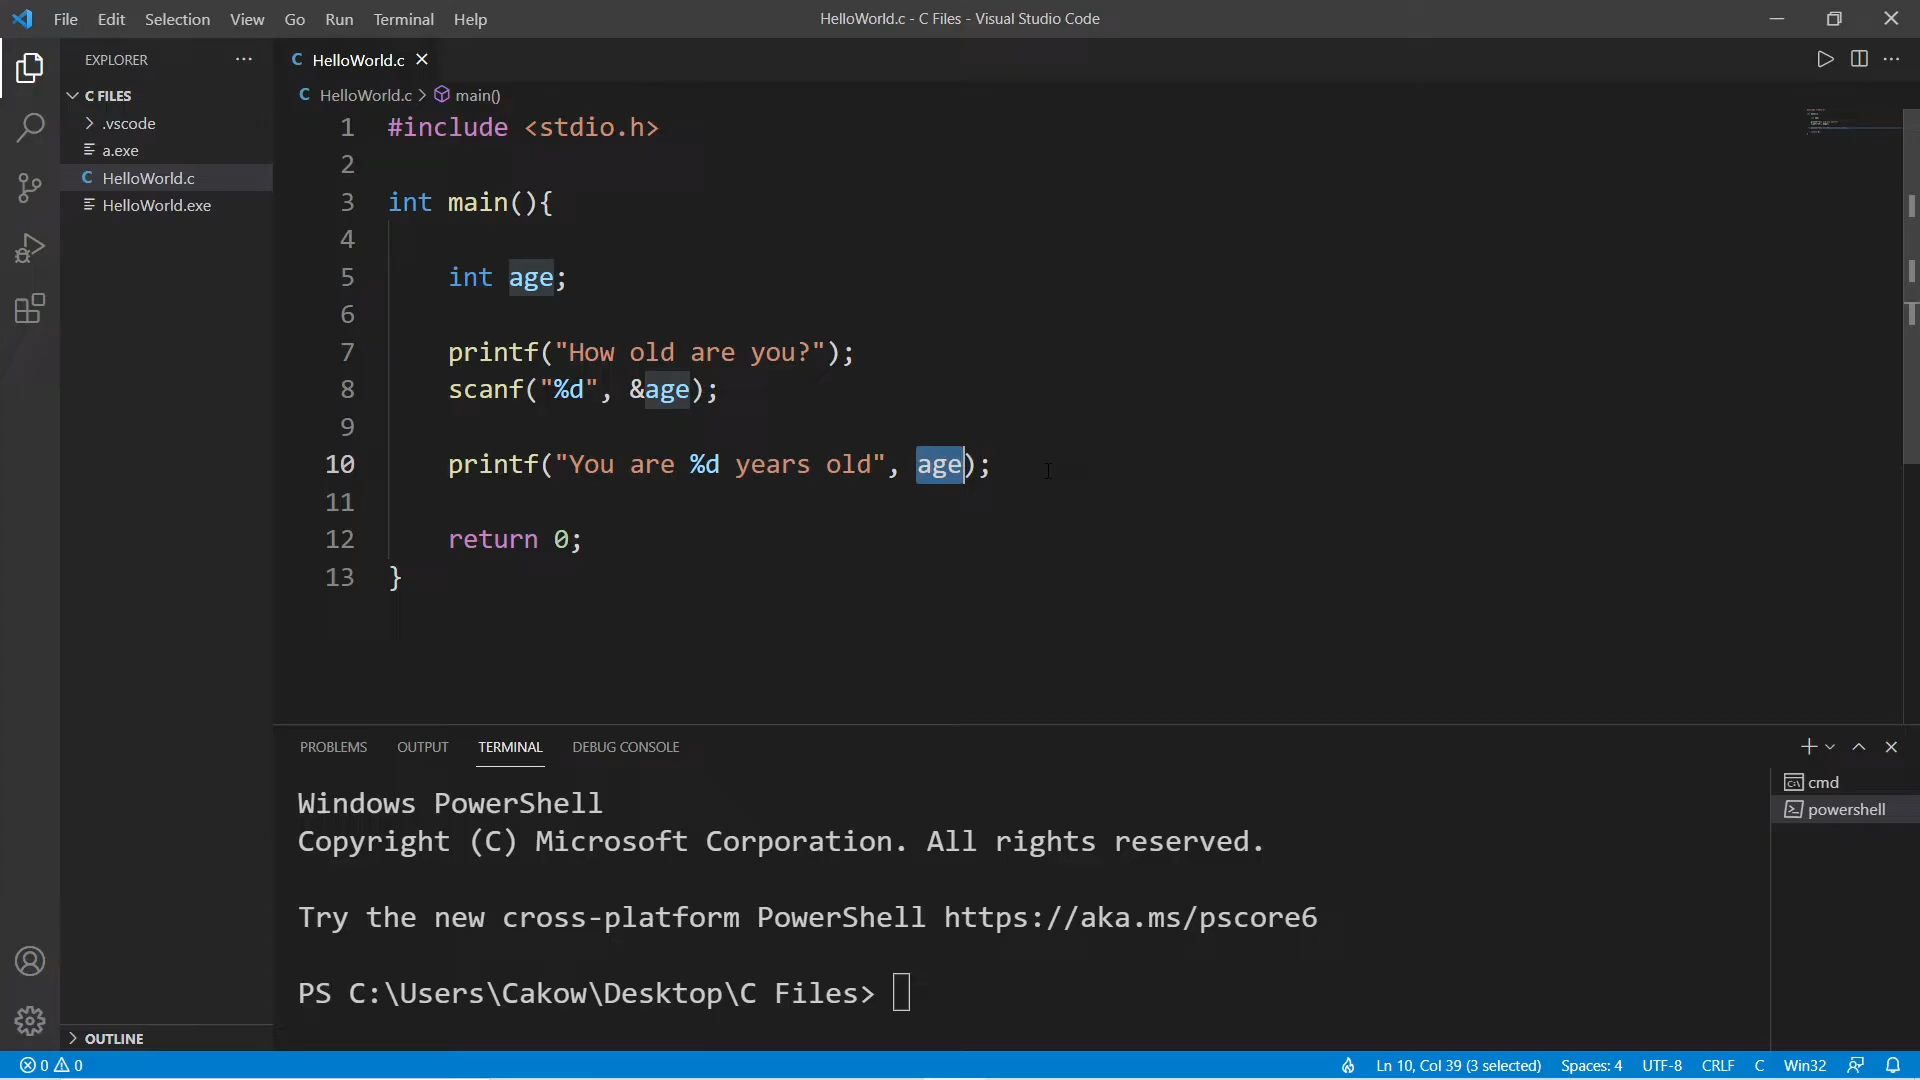 File Edit Selection View Go Run Terminal Help
HelloWorld.c - C Files - Visual Studio Code
EXPLORER
C FILES
.vscode
a.exe
C HelloWorld.c
HelloWorld.exe
OUTLINE
C HelloWorld.c
C HelloWorld.c > main()
1 #include <stdio.h>
2
3 int main(){
4
5 int age;
6
7 printf("How old are you?");
8 scanf("%d", &age);
9
10 printf("You are %d years old", age);
11
12 return 0;
13 }
PROBLEMS OUTPUT TERMINAL DEBUG CONSOLE
Windows PowerShell
Copyright (C) Microsoft Corporation. All rights reserved.
Try the new cross-platform PowerShell https://aka.ms/pscore6
PS C:\Users\Cakow\Desktop\C Files>
cmd
powershell
0 0
Ln 10, Col 39 (3 selected) Spaces: 4 UTF-8 CRLF C Win32